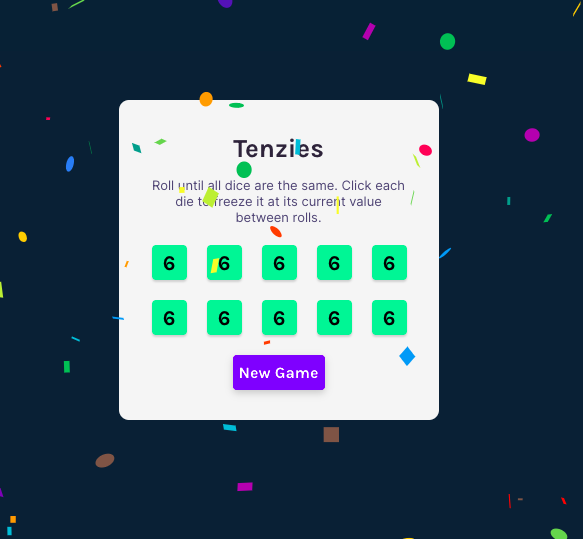 Tenzies
Roll until all dice are the same. Click each
die to freeze it at its current value
between rolls.
6 6 6 6 6
6 6 6 6 6
New Game